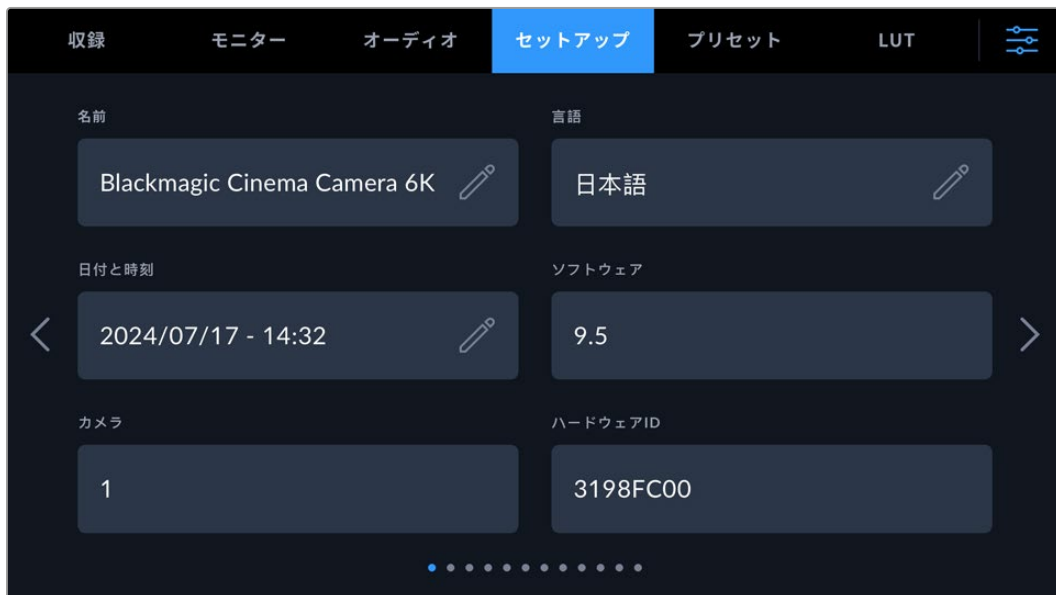 収録 モニター オーディオ セットアップ プリセット LUT
名前 言語
Blackmagic Cinema Camera 6K 日本語
日付と時刻 ソフトウェア
2024/07/17 - 14:32 9.5
カメラ ハードウェアID
1 3198FC00